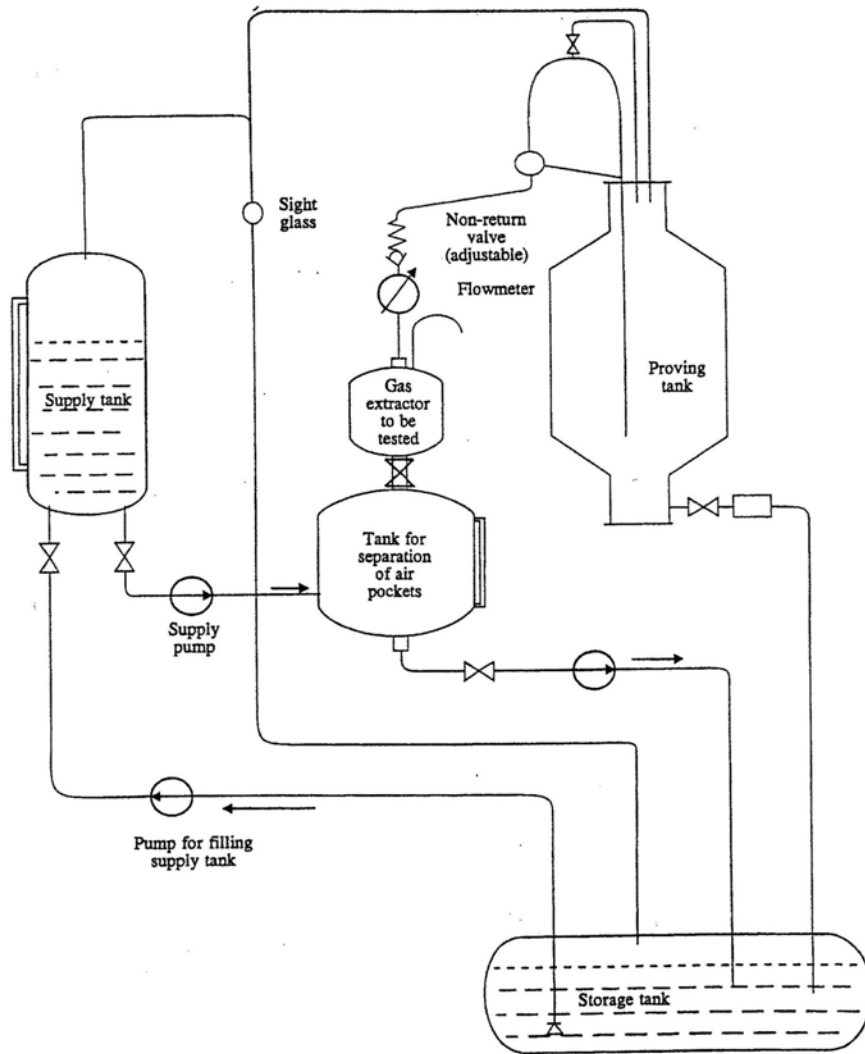 Sight
glass
Non-return
valve
(adjustable)
Flowmeter
Supply tank
Gas
extractor
to be
tested
Proving
tank
Tank for
separation
of air
pockets
Supply
pump
Pump for filling
supply tank
Storage tank